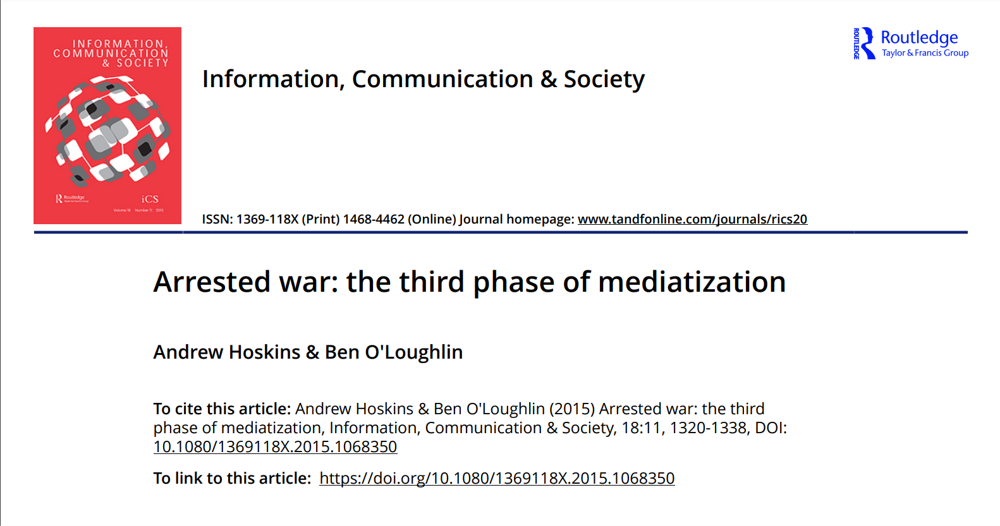 INFORMATION,
COMMUNICATION
& SOCIETY
Routledge
Taylor & Francis Group
iCS
Volume 18 Number 11 2015
Information, Communication & Society
ROUTLEDGE
Routledge
Taylor & Francis Group
ISSN: 1369-118X (Print) 1468-4462 (Online) Journal homepage: www.tandfonline.com/journals/rics20
Arrested war: the third phase of mediatization
Andrew Hoskins & Ben O'Loughlin
To cite this article: Andrew Hoskins & Ben O'Loughlin (2015) Arrested war: the third
phase of mediatization, Information, Communication & Society, 18:11, 1320-1338, DOI:
10.1080/1369118X.2015.1068350
To link to this article: https://doi.org/10.1080/1369118X.2015.1068350